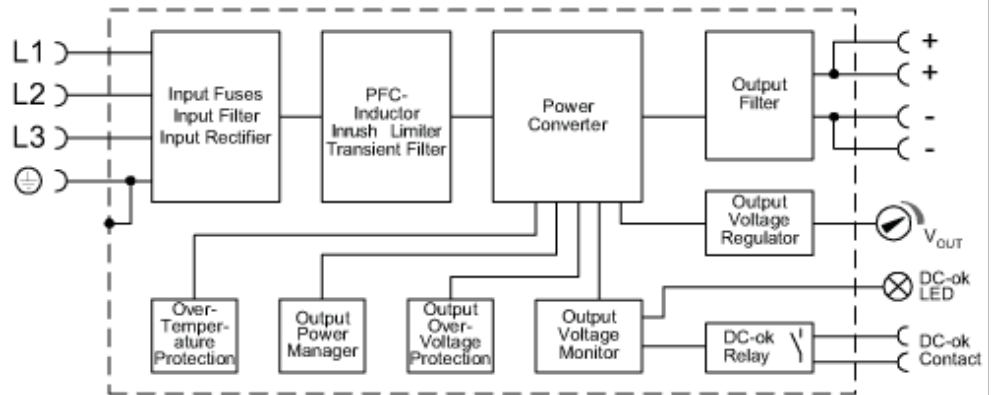 L1
L2
L3
Input Fuses
Input Filter
Input Rectifier
PFC-
Inductor
Inrush Limiter
Transient Filter
Power
Converter
Output
Filter
+
+
-
-
Output
Voltage
Regulator
VOUT
Over-
Temper-
ature
Protection
Output
Power
Manager
Output
Over-
Voltage
Protection
Output
Voltage
Monitor
DC-ok
Relay
DC-ok
LED
DC-ok
Contact